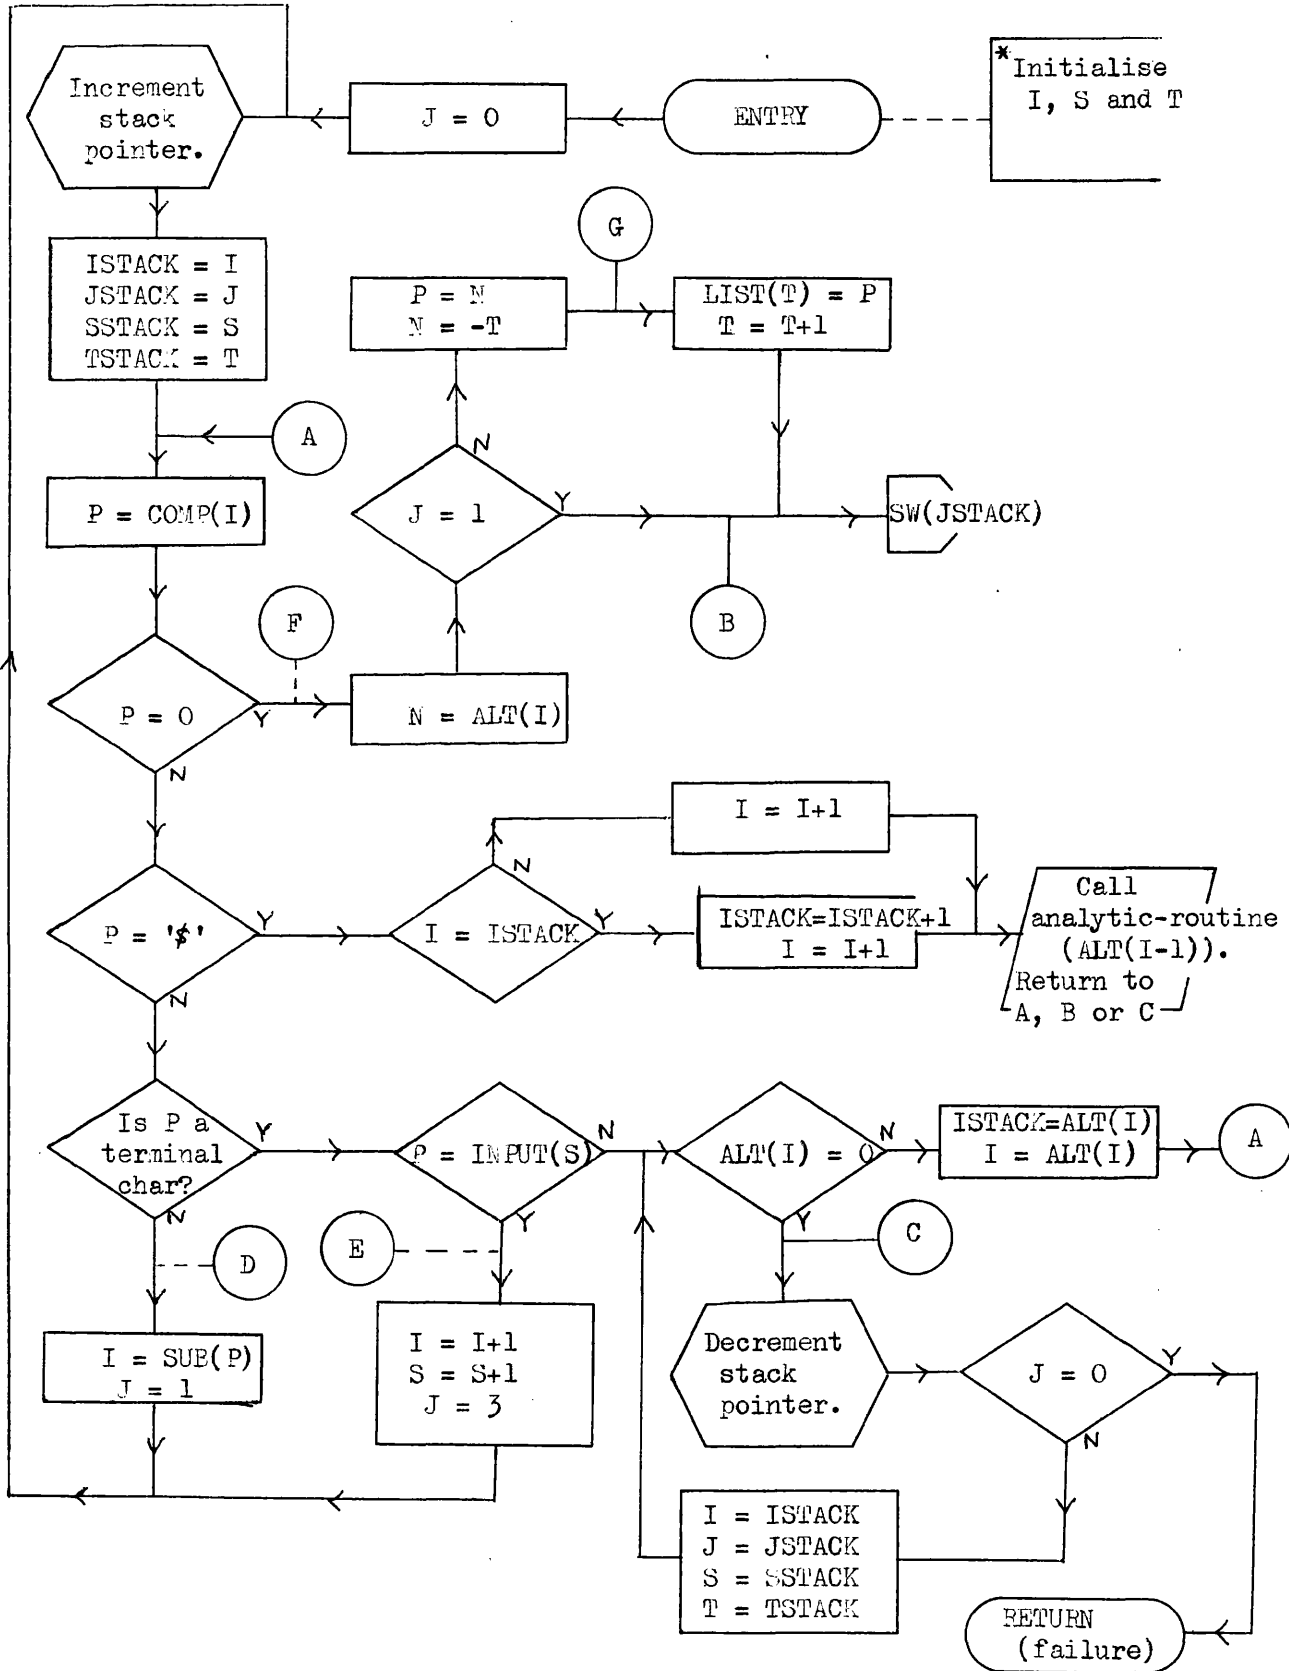 Increment
stack
pointer.
J = 0
ENTRY
*Initialise
I, S and T
ISTACK = I
JSTACK = J
SSTACK = S
TSTACK = T
G
P = N
N = -T
LIST(T) = P
T = T+1
A
P = COMP(I)
N
J = 1
Y
SW(JSTACK)
B
F
P = 0
Y
N
N = ALT(I)
I = I+1
P = '$'
Y
N
I = ISTACK
N
Y
ISTACK=ISTACK+1
I = I+1
Call
analytic-routine
(ALT(I-1)).
Return to
A, B or C
Is P a
terminal
char?
Y
N
P = INPUT(S)
N
Y
ALT(I) = 0
N
Y
ISTACK=ALT(I)
I = ALT(I)
A
D
E
C
I = SUB(P)
J = 1
I = I+1
S = S+1
J = 3
Decrement
stack
pointer.
J = 0
Y
N
I = ISTACK
J = JSTACK
S = SSTACK
T = TSTACK
RETURN
(failure)